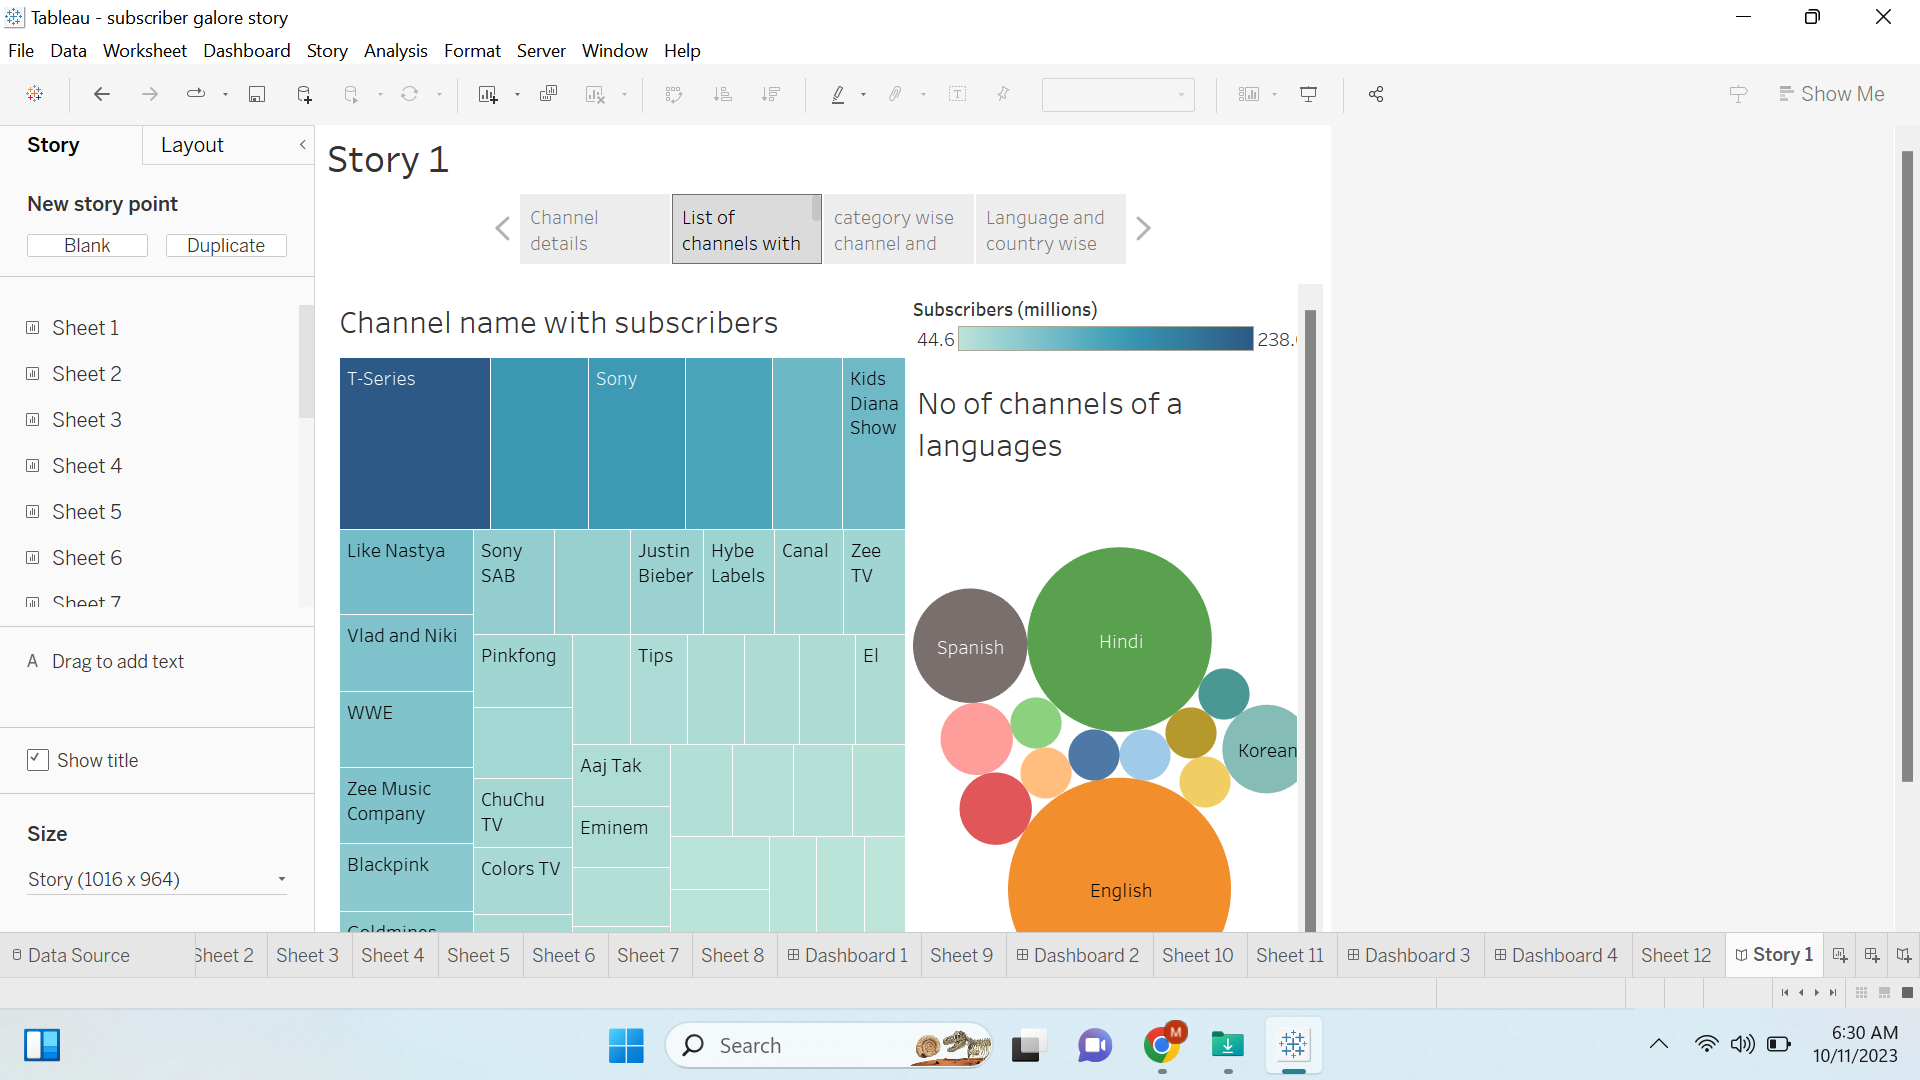 Tableau - subscriber galore story
File Data Worksheet Dashboard Story Analysis Format Server Window Help
Show Me
Story
Layout
New story point
Blank
Duplicate
Sheet 1
Sheet 2
Sheet 3
Sheet 4
Sheet 5
Sheet 6
Sheet 7
A Drag to add text
Show title
Size
Story (1016 x 964)
Story 1
Channel
details
List of
channels with
category wise
channel and
Language and
country wise
Channel name with subscribers
T-Series
Sony
Kids
Diana
Show
Like Nastya
Sony
SAB
Justin
Bieber
Hybe
Labels
Canal
Zee
TV
Vlad and Niki
Pinkfong
Tips
El
WWE
Aaj Tak
Zee Music
Company
ChuChu
TV
Eminem
Blackpink
Colors TV
Goldmines
Subscribers (millions)
44.6
238.
No of channels of a
languages
Spanish
Hindi
Korean
English
Data Source
Sheet 2
Sheet 3
Sheet 4
Sheet 5
Sheet 6
Sheet 7
Sheet 8
Dashboard 1
Sheet 9
Dashboard 2
Sheet 10
Sheet 11
Dashboard 3
Dashboard 4
Sheet 12
Story 1
Search
M
6:30 AM
10/11/2023